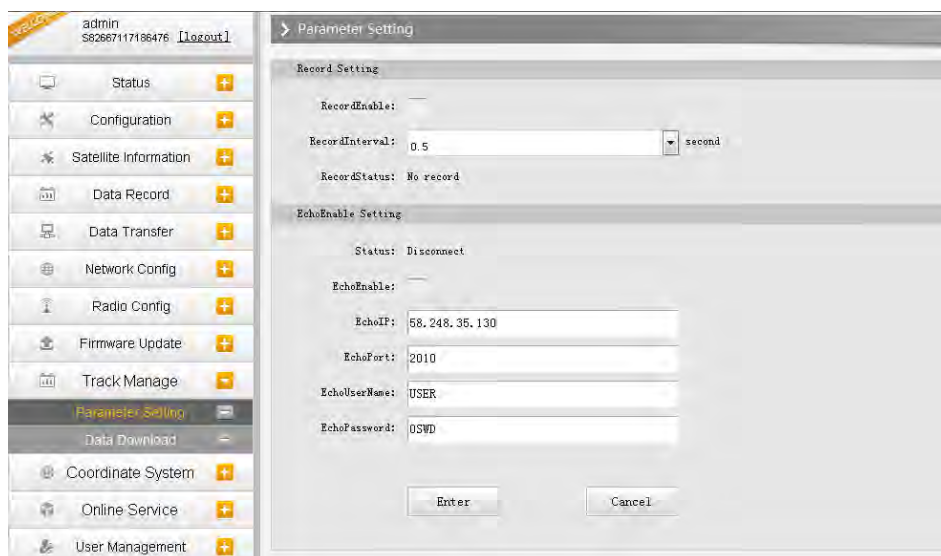 welcome
admin
S82667117186476 [logout]
Status
Configuration
Satellite Information
Data Record
Data Transfer
Network Config
Radio Config
Firmware Update
Track Manage
Parameter Setting
Data Download
Coordinate System
Online Service
User Management
Parameter Setting
Record Setting
RecordEnable:
RecordInterval: 0.5 second
RecordStatus: No record
EchoEnable Setting
Status: Disconnect
EchoEnable:
EchoIP: 58.248.35.130
EchoPort: 2010
EchoUserName: USER
EchoPassword: 0SWD
Enter Cancel